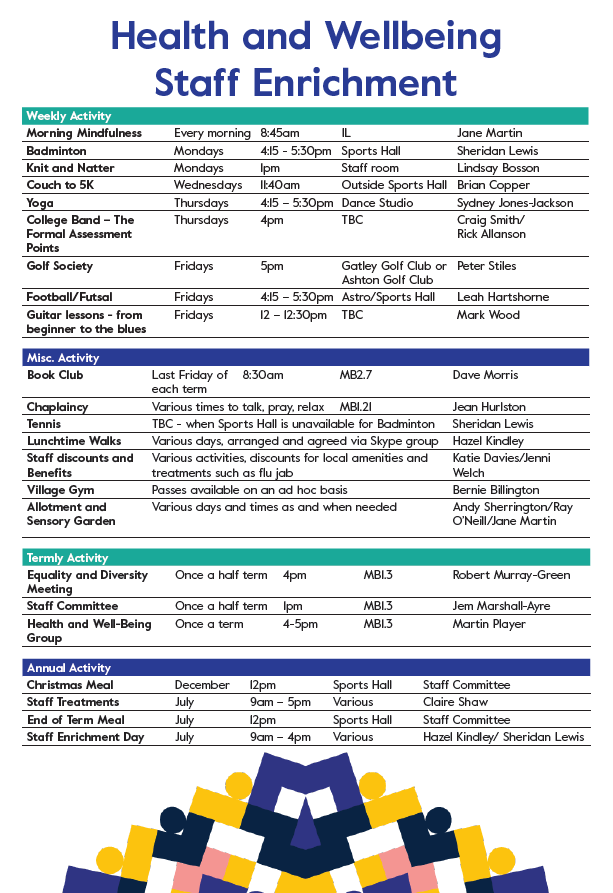 Health and Wellbeing
Staff Enrichment
Weekly Activity
Morning Mindfulness Every morning 8:45am IL Jane Martin
Badminton Mondays 4:15 - 5:30pm Sports Hall Sheridan Lewis
Knit and Natter Mondays 1pm Staff room Lindsay Bosson
Couch to 5K Wednesdays 11:40am Outside Sports Hall Brian Copper
Yoga Thursdays 4:15 – 5:30pm Dance Studio Sydney Jones-Jackson
College Band – The Thursdays 4pm TBC Craig Smith/
Formal Assessment Rick Allanson
Points
Golf Society Fridays 5pm Gatley Golf Club or Peter Stiles
Ashton Golf Club
Football/Futsal Fridays 4:15 – 5:30pm Astro/Sports Hall Leah Hartshorne
Guitar lessons - from Fridays 12 – 12:30pm TBC Mark Wood
beginner to the blues
Misc. Activity
Book Club Last Friday of 8:30am MB2.7 Dave Morris
each term
Chaplaincy Various times to talk, pray, relax MB1.21 Jean Hurlston
Tennis TBC - when Sports Hall is unavailable for Badminton Sheridan Lewis
Lunchtime Walks Various days, arranged and agreed via Skype group Hazel Kindley
Staff discounts and Various activities, discounts for local amenities and Katie Davies/Jenni
Benefits treatments such as flu jab Welch
Village Gym Passes available on an ad hoc basis Bernie Billington
Allotment and Various days and times as and when needed Andy Sherrington/Ray
Sensory Garden O'Neill/Jane Martin
Termly Activity
Equality and Diversity Once a half term 4pm MB1.3 Robert Murray-Green
Meeting
Staff Committee Once a half term 1pm MB1.3 Jem Marshall-Ayre
Health and Well-Being Once a term 4-5pm MB1.3 Martin Player
Group
Annual Activity
Christmas Meal December 12pm Sports Hall Staff Committee
Staff Treatments July 9am – 5pm Various Claire Shaw
End of Term Meal July 12pm Sports Hall Staff Committee
Staff Enrichment Day July 9am – 4pm Various Hazel Kindley/ Sheridan Lewis